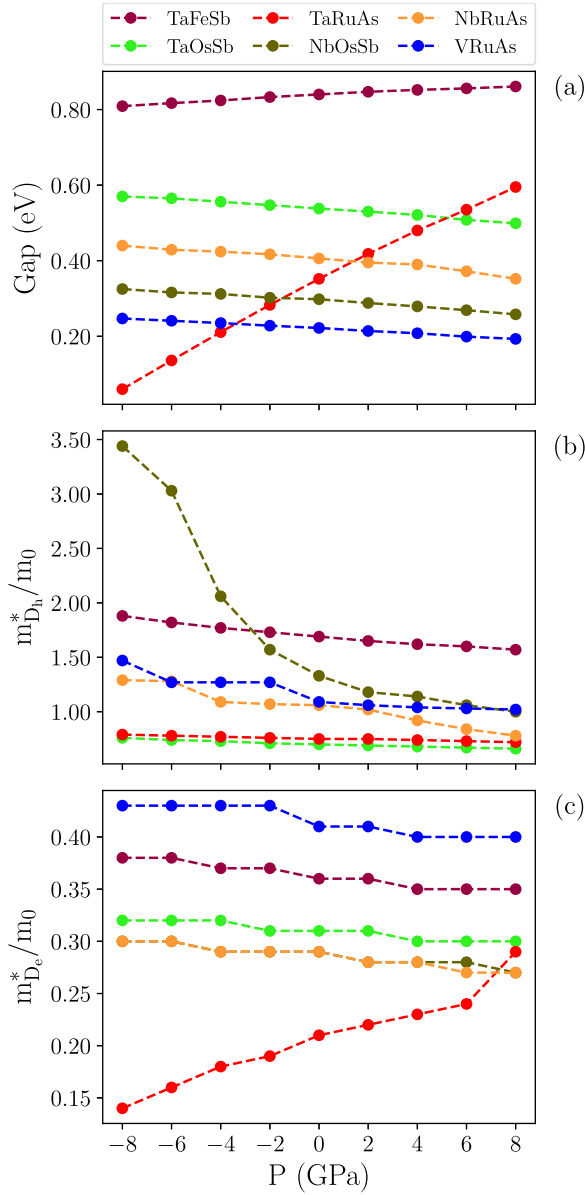 TaFeSb TaRuAs NbRuAs
TaOsSb NbOsSb VRuAs
(a)
0.80
0.60
0.40
0.20
Gap (eV)
(b)
3.50
3.00
2.50
2.00
1.50
1.00
m*Dh/m0
(c)
0.40
0.35
0.30
0.25
0.20
0.15
m*De/m0
−8 −6 −4 −2 0 2 4 6 8
P (GPa)